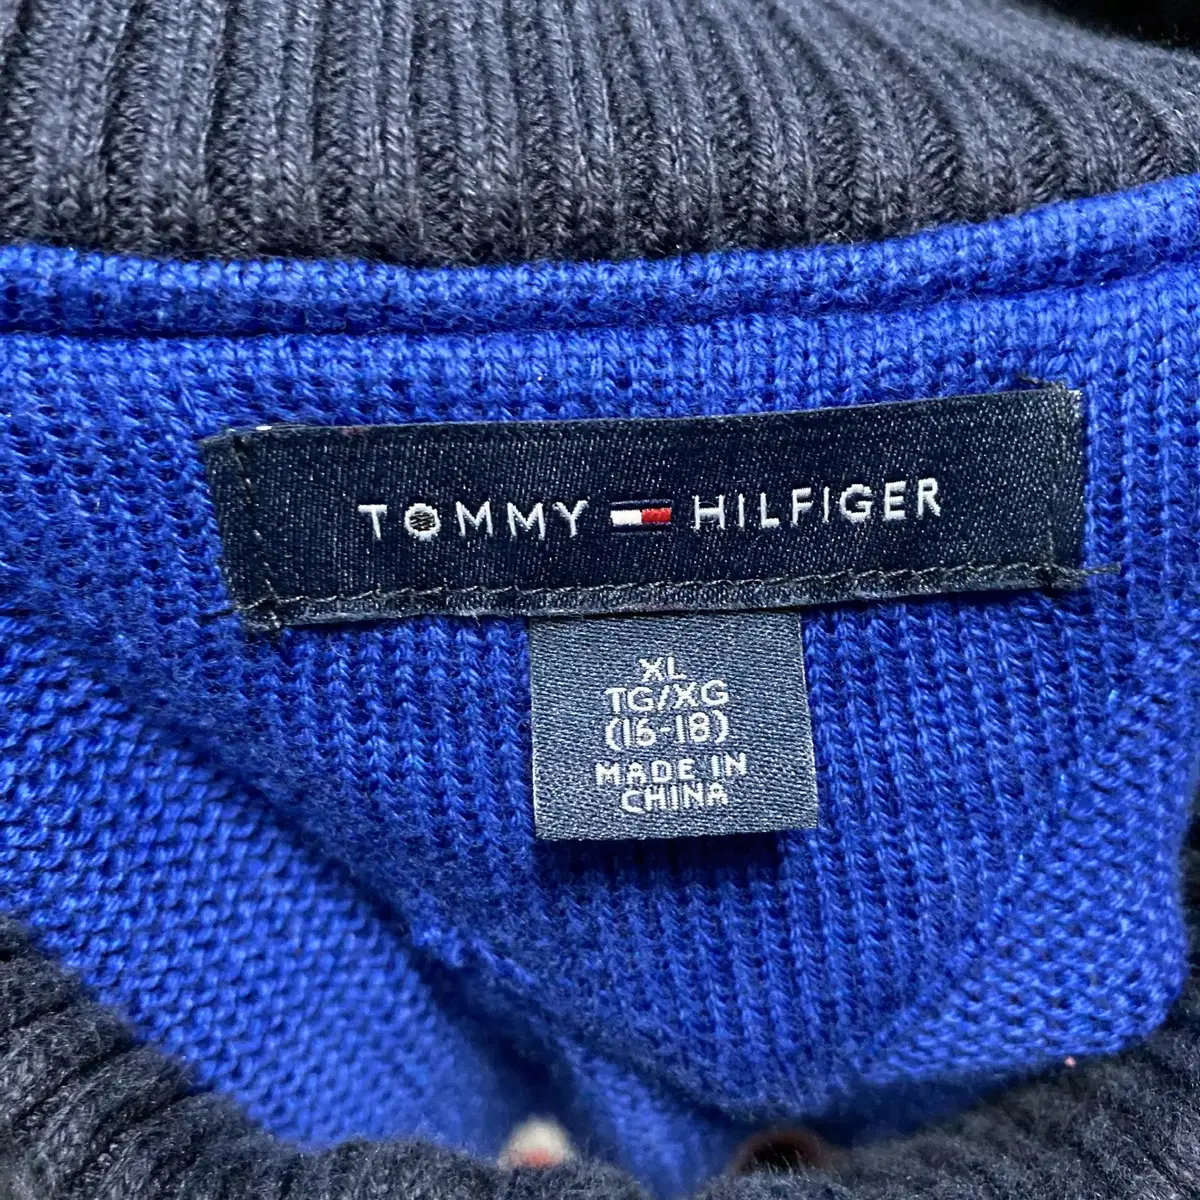 TOMMY HILFIGER
XL
TG/XG
(16-18)
MADE IN
CHINA